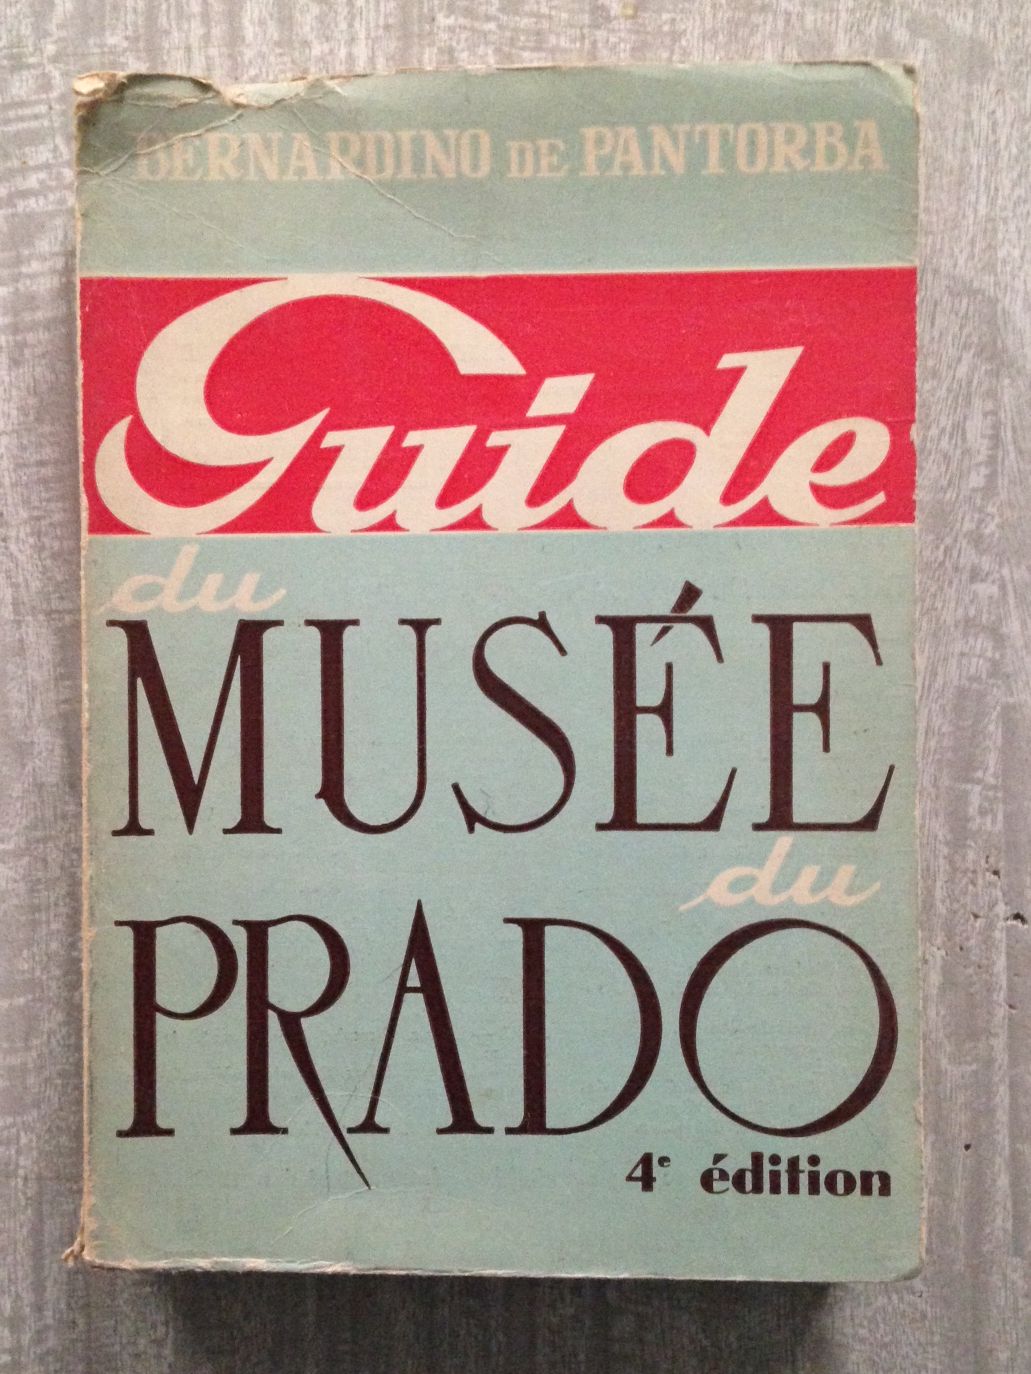 BERNARDINO DE PANTORBA
Guide
du
MUSÉE
du
PRADO
4e édition